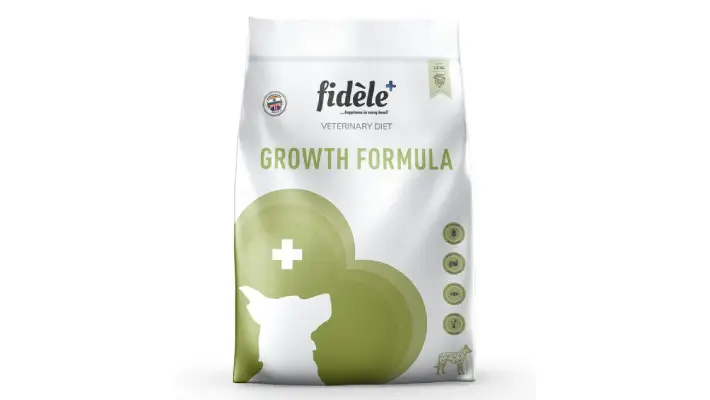 fidèle+
...happiness in every bowl!
VETERINARY DIET
GROWTH FORMULA